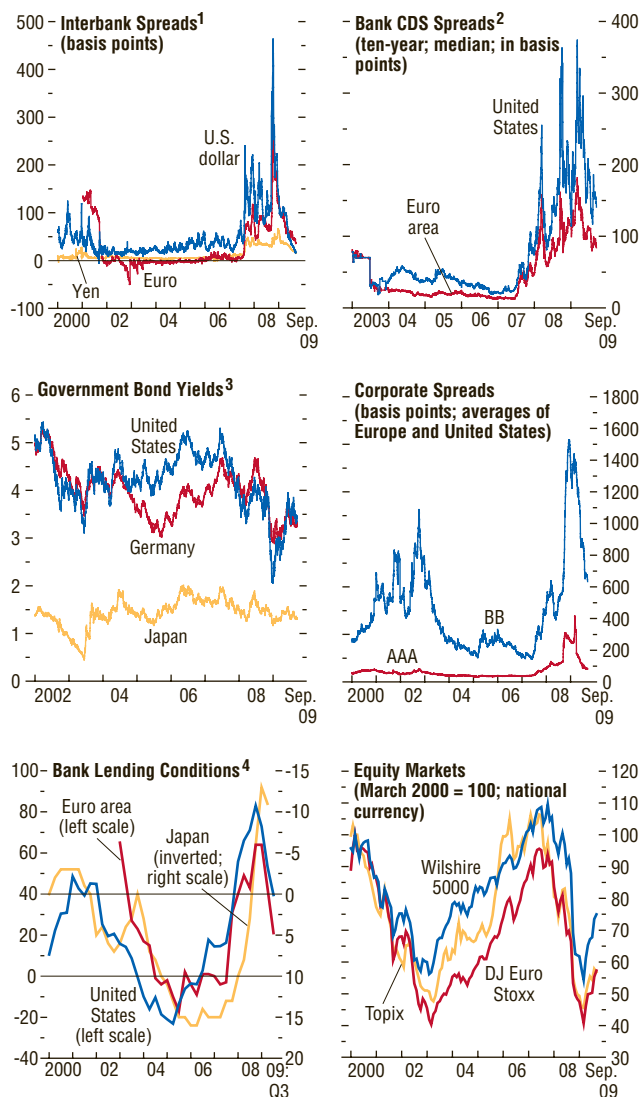 Interbank Spreads¹
(basis points)
500
400
300
200
100
0
-100
U.S.
dollar
Yen
Euro
2000 02 04 06 08 Sep.
09
Bank CDS Spreads²
(ten-year; median; in basis
points)
400
300
200
100
0
United
States
Euro
area
2003 04 05 06 07 08 Sep.
09
Government Bond Yields³
6
5
4
3
2
1
0
United
States
Germany
Japan
2002 04 06 08 Sep.
09
Corporate Spreads
(basis points; averages of
Europe and United States)
1800
1600
1400
1200
1000
800
600
400
200
0
BB
AAA
2000 02 04 06 08 Sep.
09
Bank Lending Conditions⁴
100
80
60
40
20
0
-20
-40
-15
-10
-5
0
5
10
15
20
Euro area
(left scale)
Japan
(inverted;
right scale)
United
States
(left scale)
2000 02 04 06 08 09:
Q3
Equity Markets
(March 2000 = 100; national
currency)
120
110
100
90
80
70
60
50
40
30
Wilshire
5000
DJ Euro
Stoxx
Topix
2000 02 04 06 08 Sep.
09